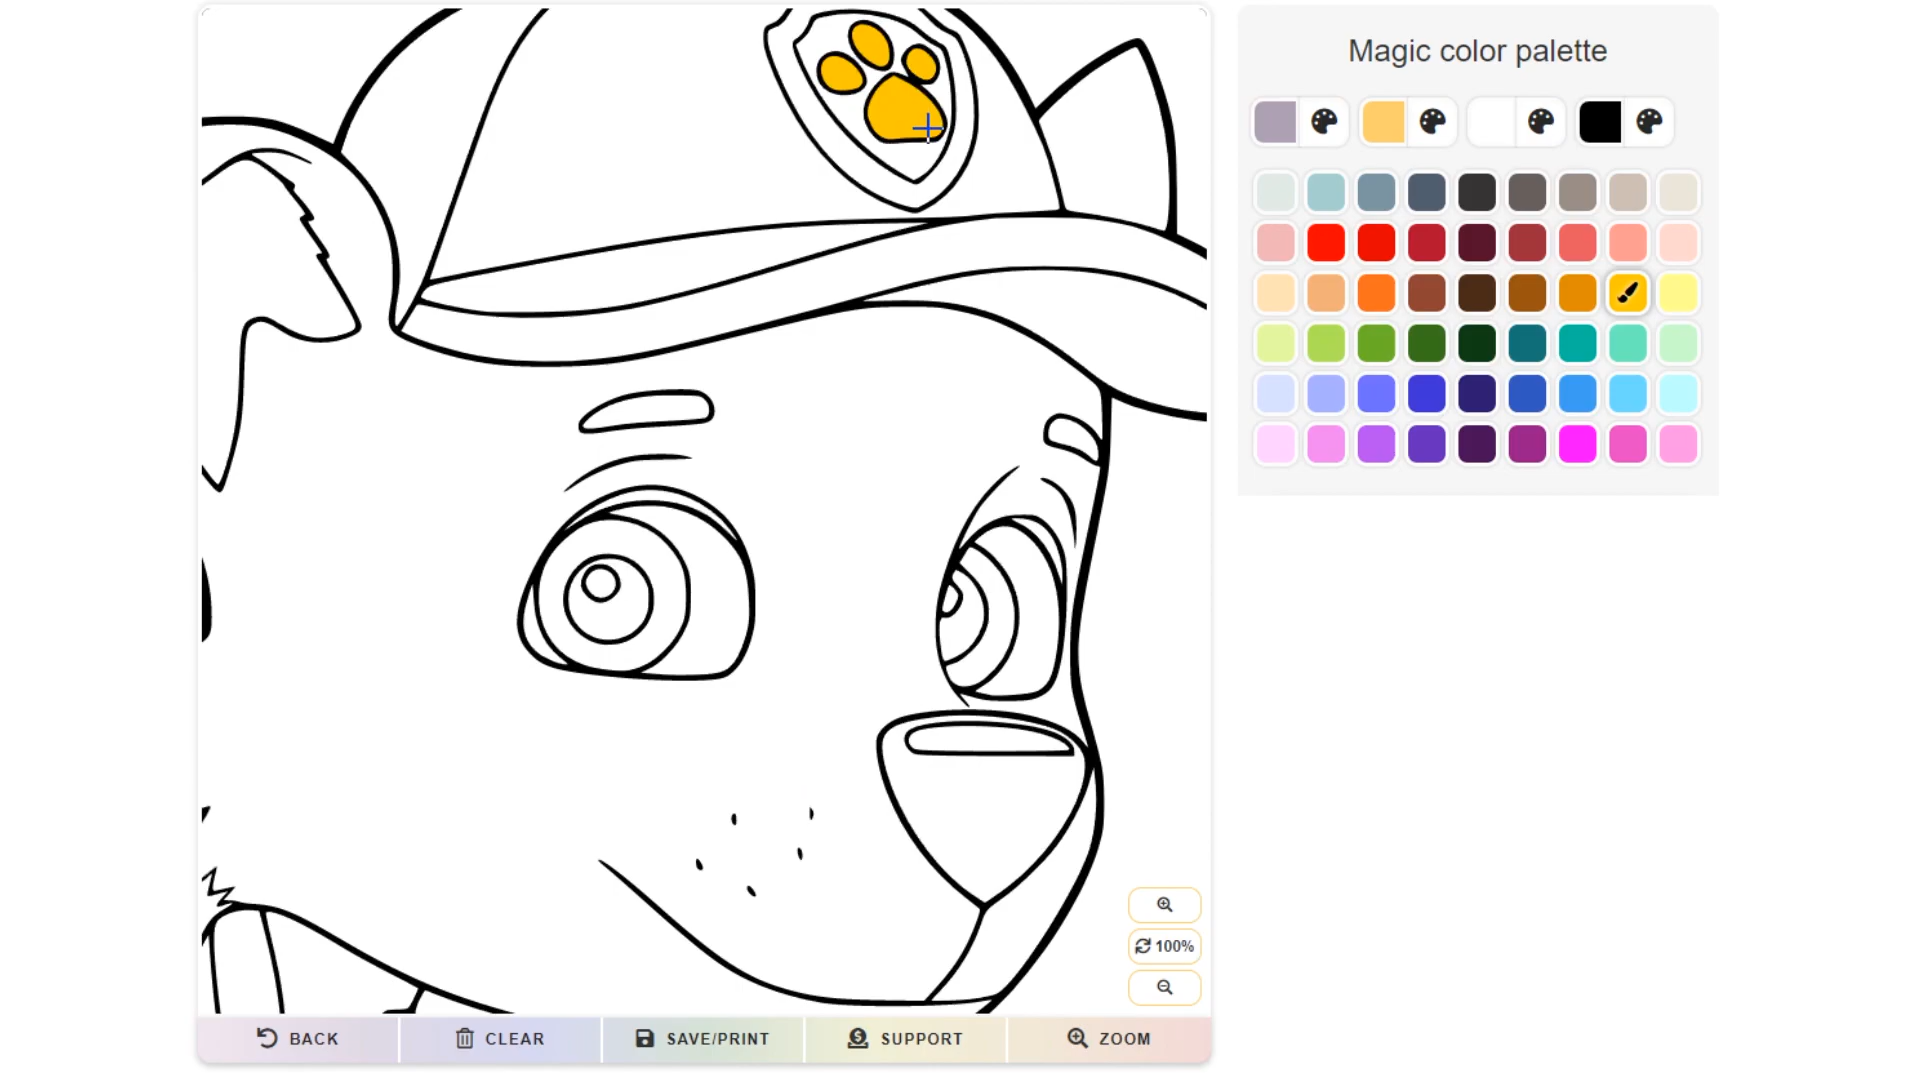 Magic color palette
100%
BACK
CLEAR
SAVE/PRINT
SUPPORT
ZOOM